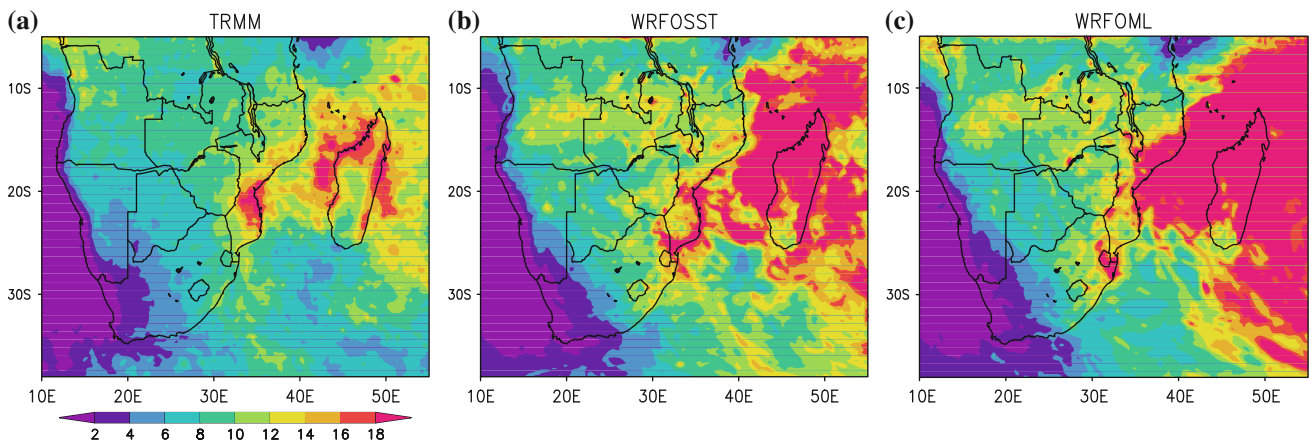 (a) TRMM (b) WRFOSST (c) WRFOML
10S 10S 10S
20S 20S 20S
30S 30S 30S
10E 20E 30E 40E 50E 10E 20E 30E 40E 50E 10E 20E 30E 40E 50E
2 4 6 8 10 12 14 16 18